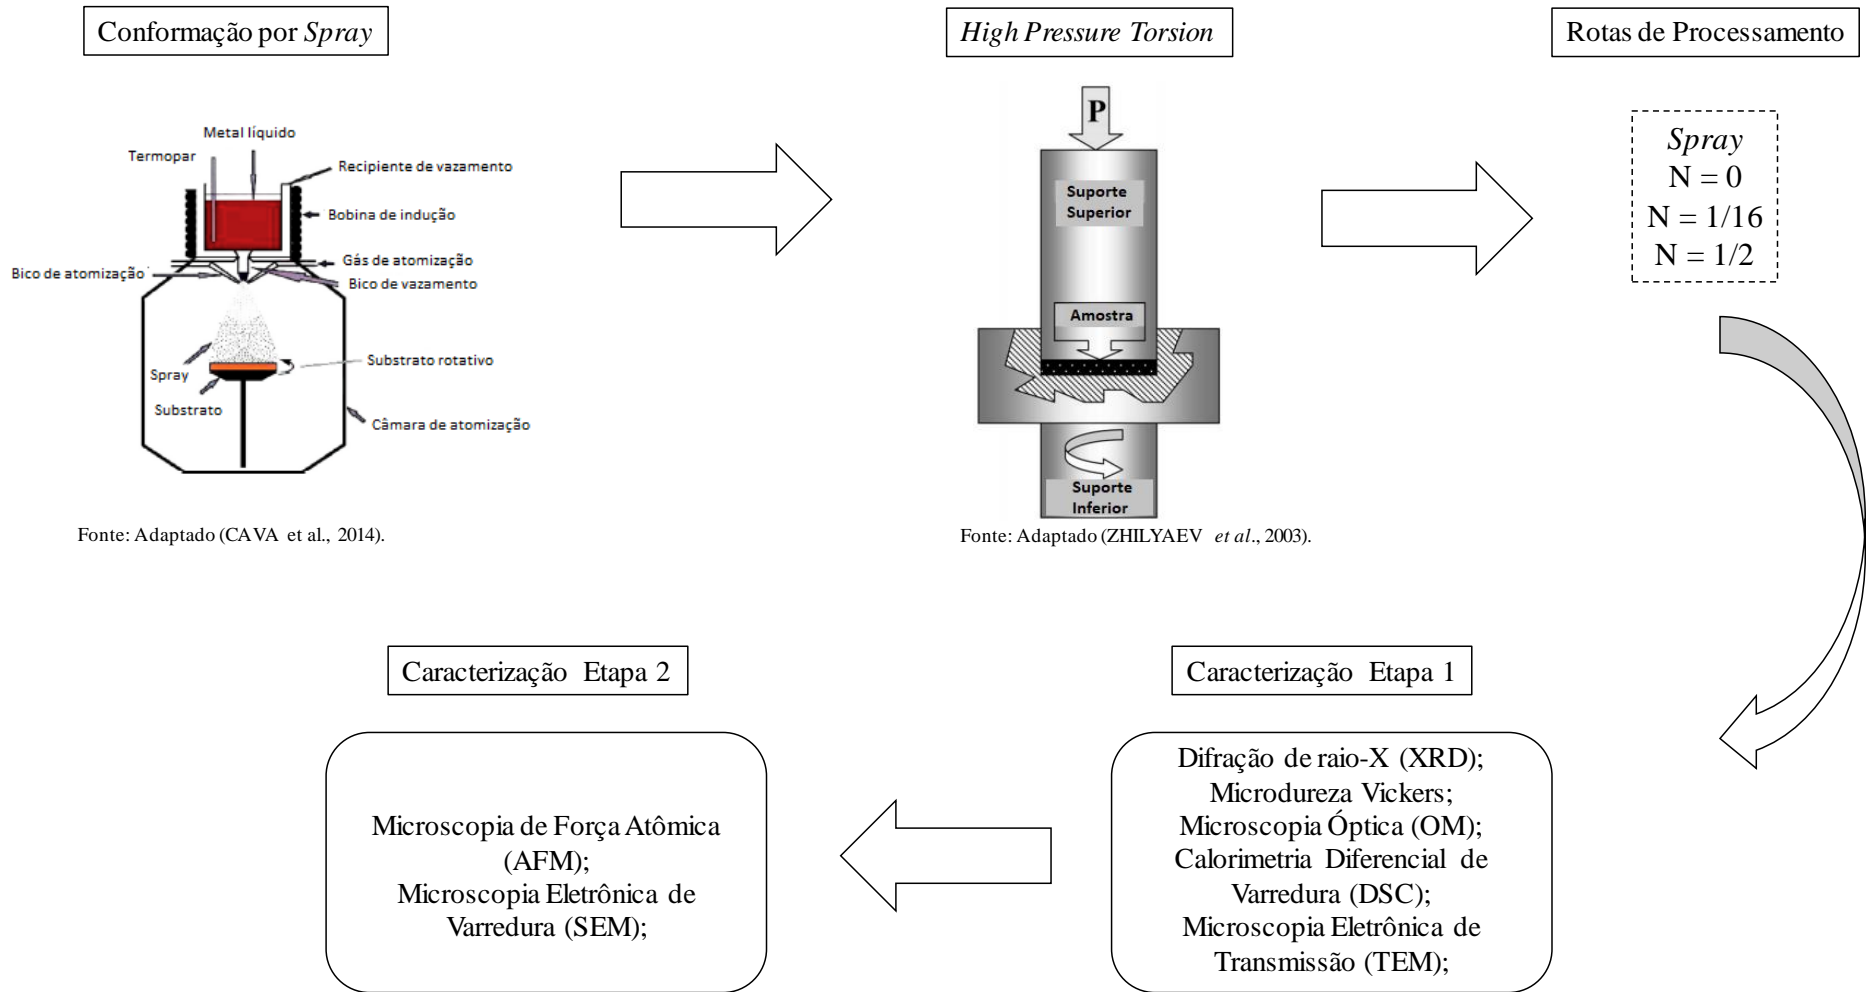 Conformação por Spray
High Pressure Torsion
Rotas de Processamento
Metal líquido
Termopar
Recipiente de vazamento
Bobina de indução
Gás de atomização
Bico de atomização
Bico de vazamento
Spray
Substrato rotativo
Substrato
Câmara de atomização
Fonte: Adaptado (CAVA et al., 2014).
P
Suporte
Superior
Amostra
Suporte
Inferior
Fonte: Adaptado (ZHILYAEV et al., 2003).
Spray
N = 0
N = 1/16
N = 1/2
Caracterização Etapa 2
Microscopia de Força Atômica
(AFM);
Microscopia Eletrônica de
Varredura (SEM);
Caracterização Etapa 1
Difração de raio-X (XRD);
Microdureza Vickers;
Microscopia Óptica (OM);
Calorimetria Diferencial de
Varredura (DSC);
Microscopia Eletrônica de
Transmissão (TEM);